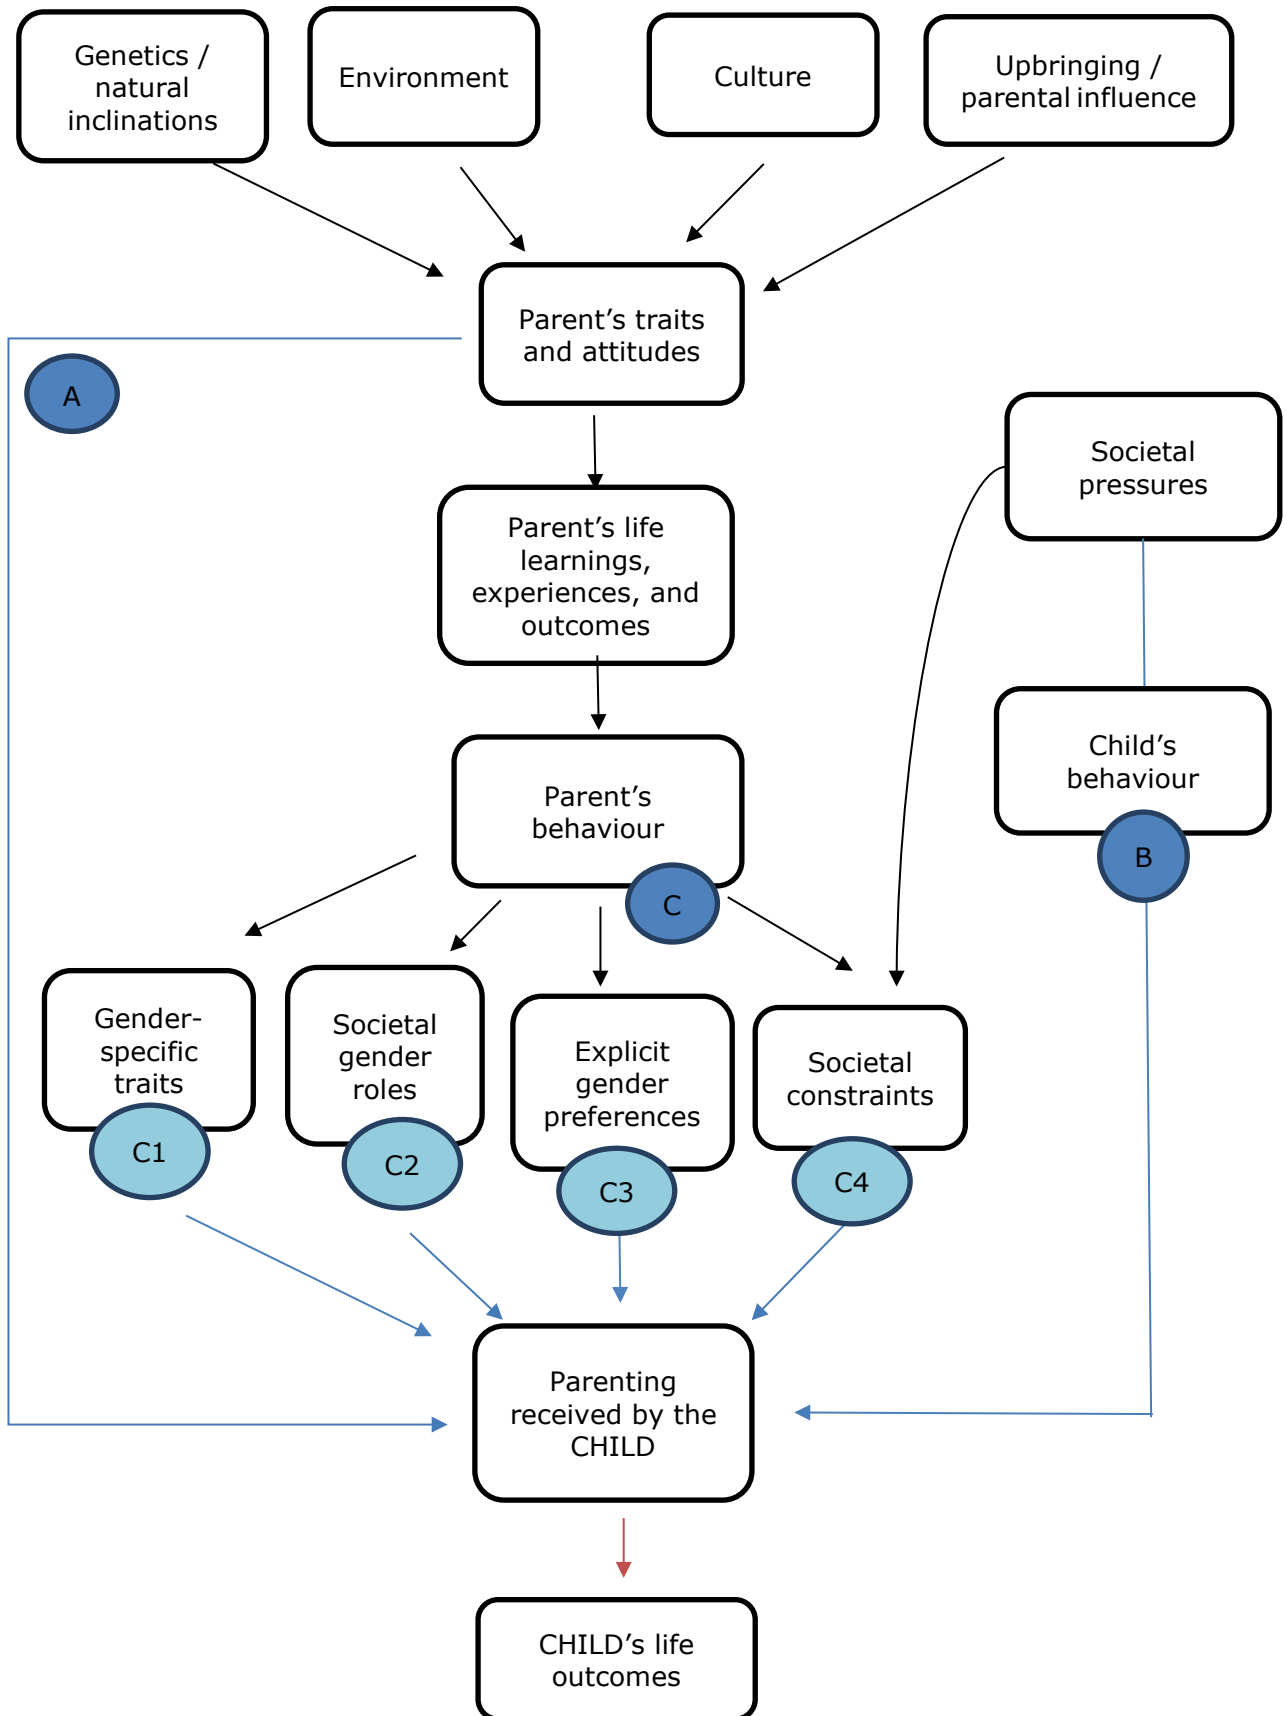 Genetics /
natural
inclinations
Environment
Culture
Upbringing /
parental influence
Parent’s traits
and attitudes
A
Societal
pressures
Parent’s life
learnings,
experiences, and
outcomes
Child’s
behaviour
B
Parent’s
behaviour
C
Gender-
specific
traits
C1
Societal
gender
roles
C2
Explicit
gender
preferences
C3
Societal
constraints
C4
Parenting
received by the
CHILD
CHILD’s life
outcomes